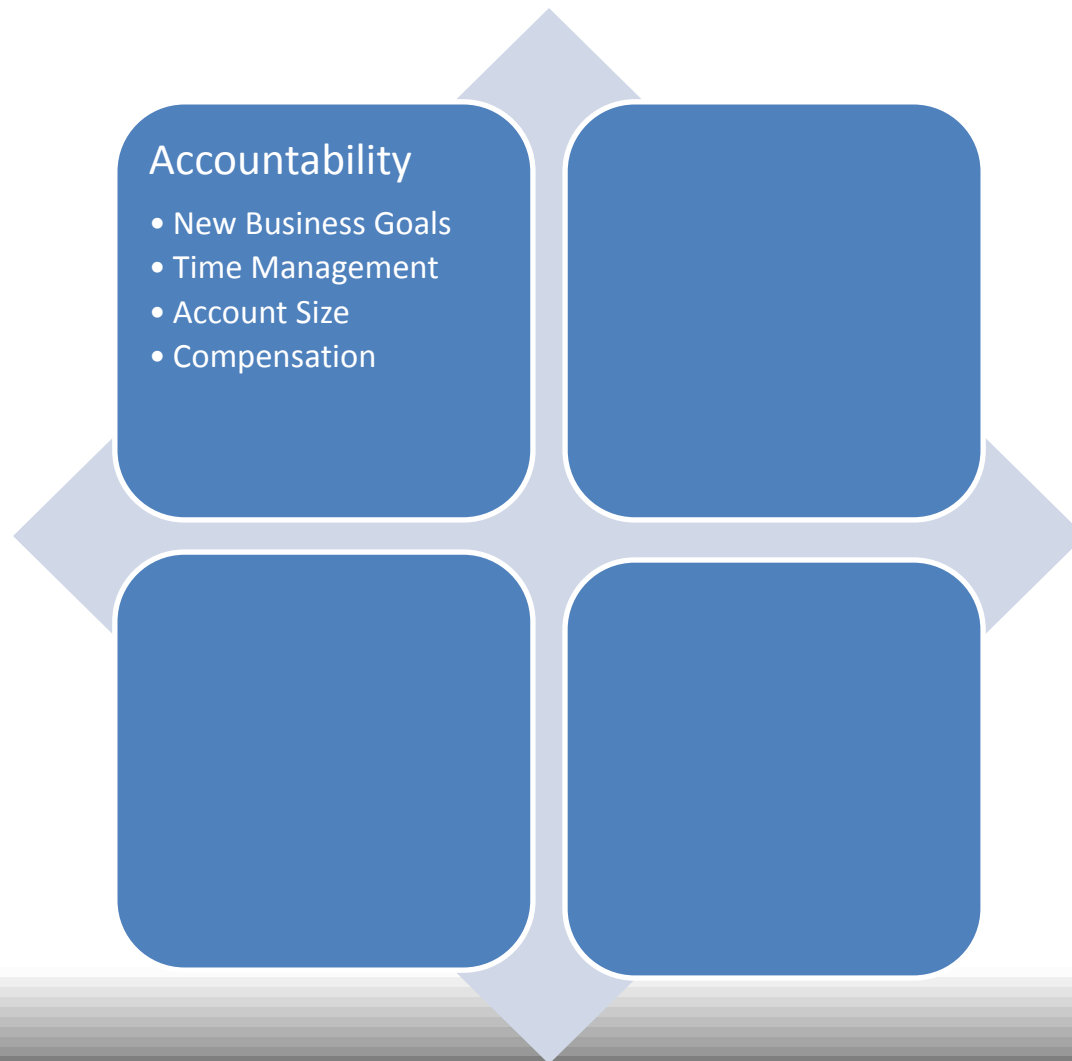 Accountability
• New Business Goals
• Time Management
• Account Size
• Compensation